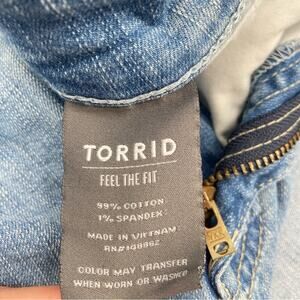 TORRID
FEEL THE FIT
99% COTTON
1% SPANDEX
MADE IN VIETNAM
RN#148862
COLOR MAY TRANSFER
WHEN WORN OR WASHED